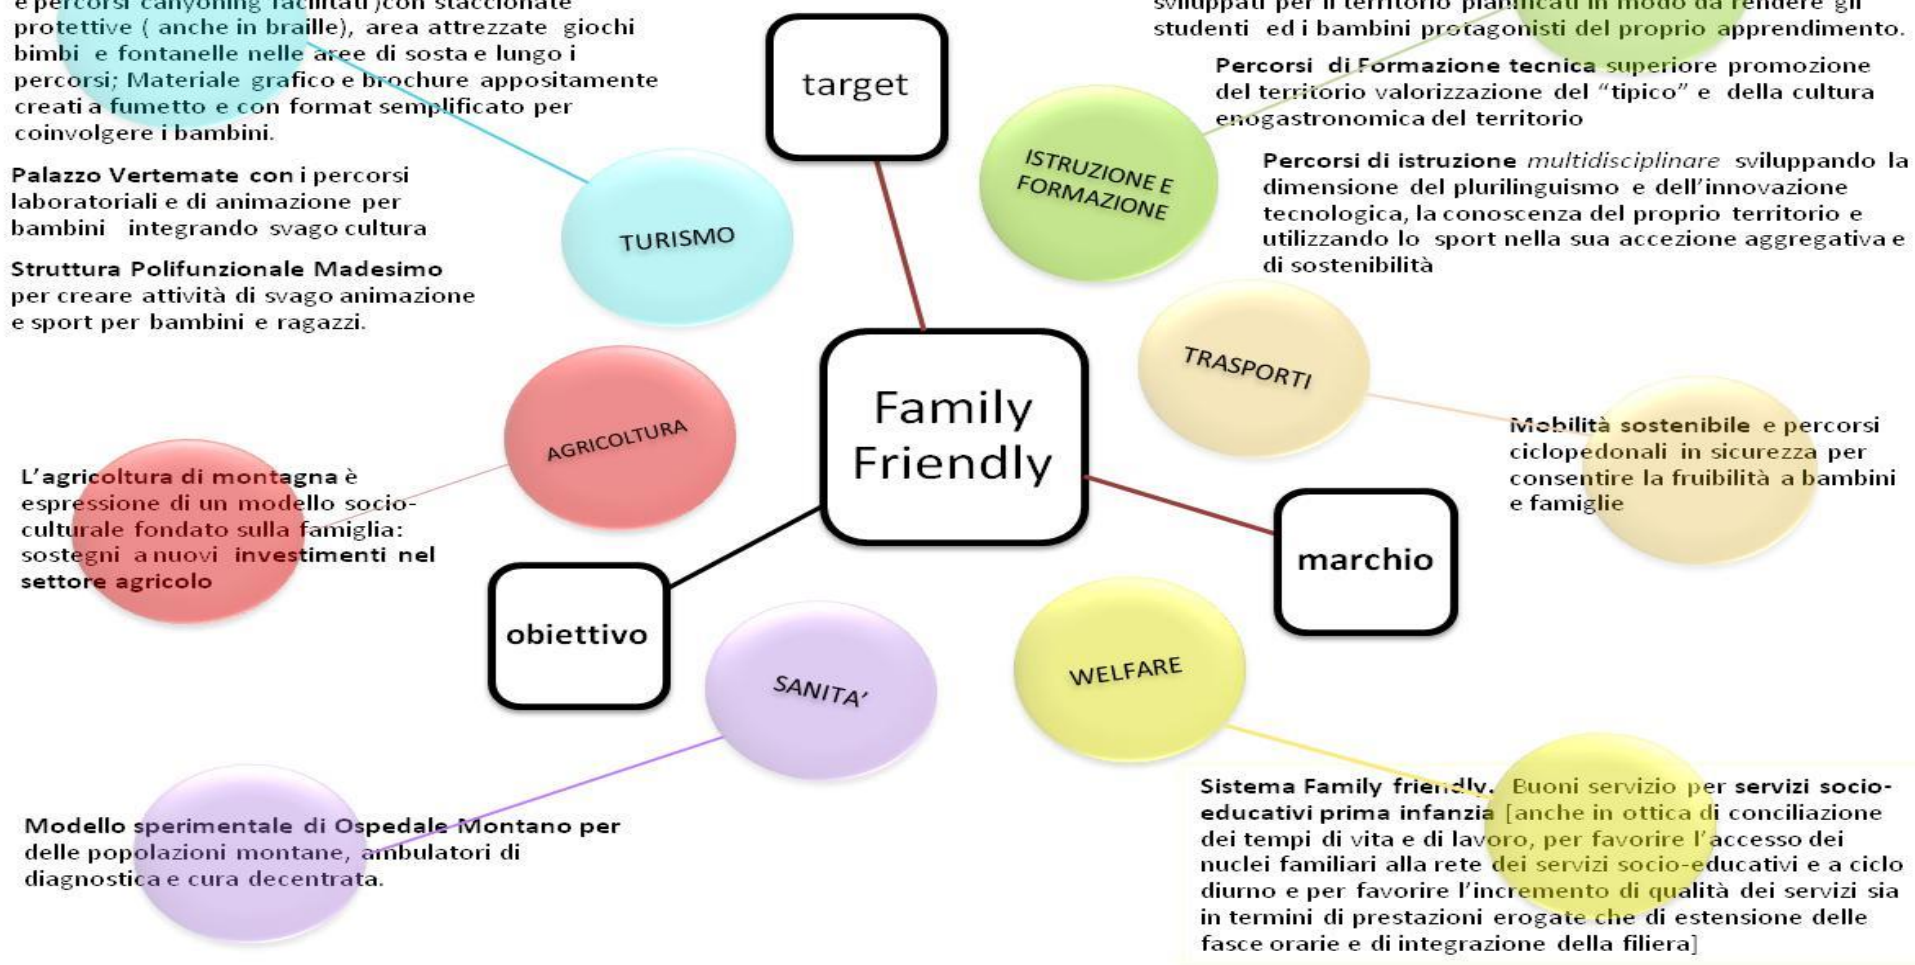 e percorsi canyoning facilitati )con staccionate
protettive ( anche in braille), area attrezzate giochi
bimbi e fontanelle nelle aree di sosta e lungo i
percorsi; Materiale grafico e brochure appositamente
creati a fumetto e con format semplificato per
coinvolgere i bambini.
Palazzo Vertemate con i percorsi
laboratoriali e di animazione per
bambini integrando svago cultura
Struttura Polifunzionale Madesimo
per creare attività di svago animazione
e sport per bambini e ragazzi.
target
TURISMO
ISTRUZIONE E
FORMAZIONE
sviluppati per il territorio pianificati in modo da rendere gli
studenti ed i bambini protagonisti del proprio apprendimento.
Percorsi di Formazione tecnica superiore promozione
del territorio valorizzazione del “tipico” e della cultura
enogastronomica del territorio
Percorsi di istruzione multidisciplinare sviluppando la
dimensione del plurilinguismo e dell’innovazione
tecnologica, la conoscenza del proprio territorio e
utilizzando lo sport nella sua accezione aggregativa e
di sostenibilità
TRASPORTI
Family
Friendly
AGRICOLTURA
Mobilità sostenibile e percorsi
ciclopedonali in sicurezza per
consentire la fruibilità a bambini
e famiglie
L’agricoltura di montagna è
espressione di un modello socio-
culturale fondato sulla famiglia:
sostegni a nuovi investimenti nel
settore agricolo
marchio
obiettivo
SANITA’
WELFARE
Modello sperimentale di Ospedale Montano per
delle popolazioni montane, ambulatori di
diagnostica e cura decentrata.
Sistema Family friendly. Buoni servizio per servizi socio-
educativi prima infanzia [anche in ottica di conciliazione
dei tempi di vita e di lavoro, per favorire l’accesso dei
nuclei familiari alla rete dei servizi socio-educativi e a ciclo
diurno e per favorire l’incremento di qualità dei servizi sia
in termini di prestazioni erogate che di estensione delle
fasce orarie e di integrazione della filiera]